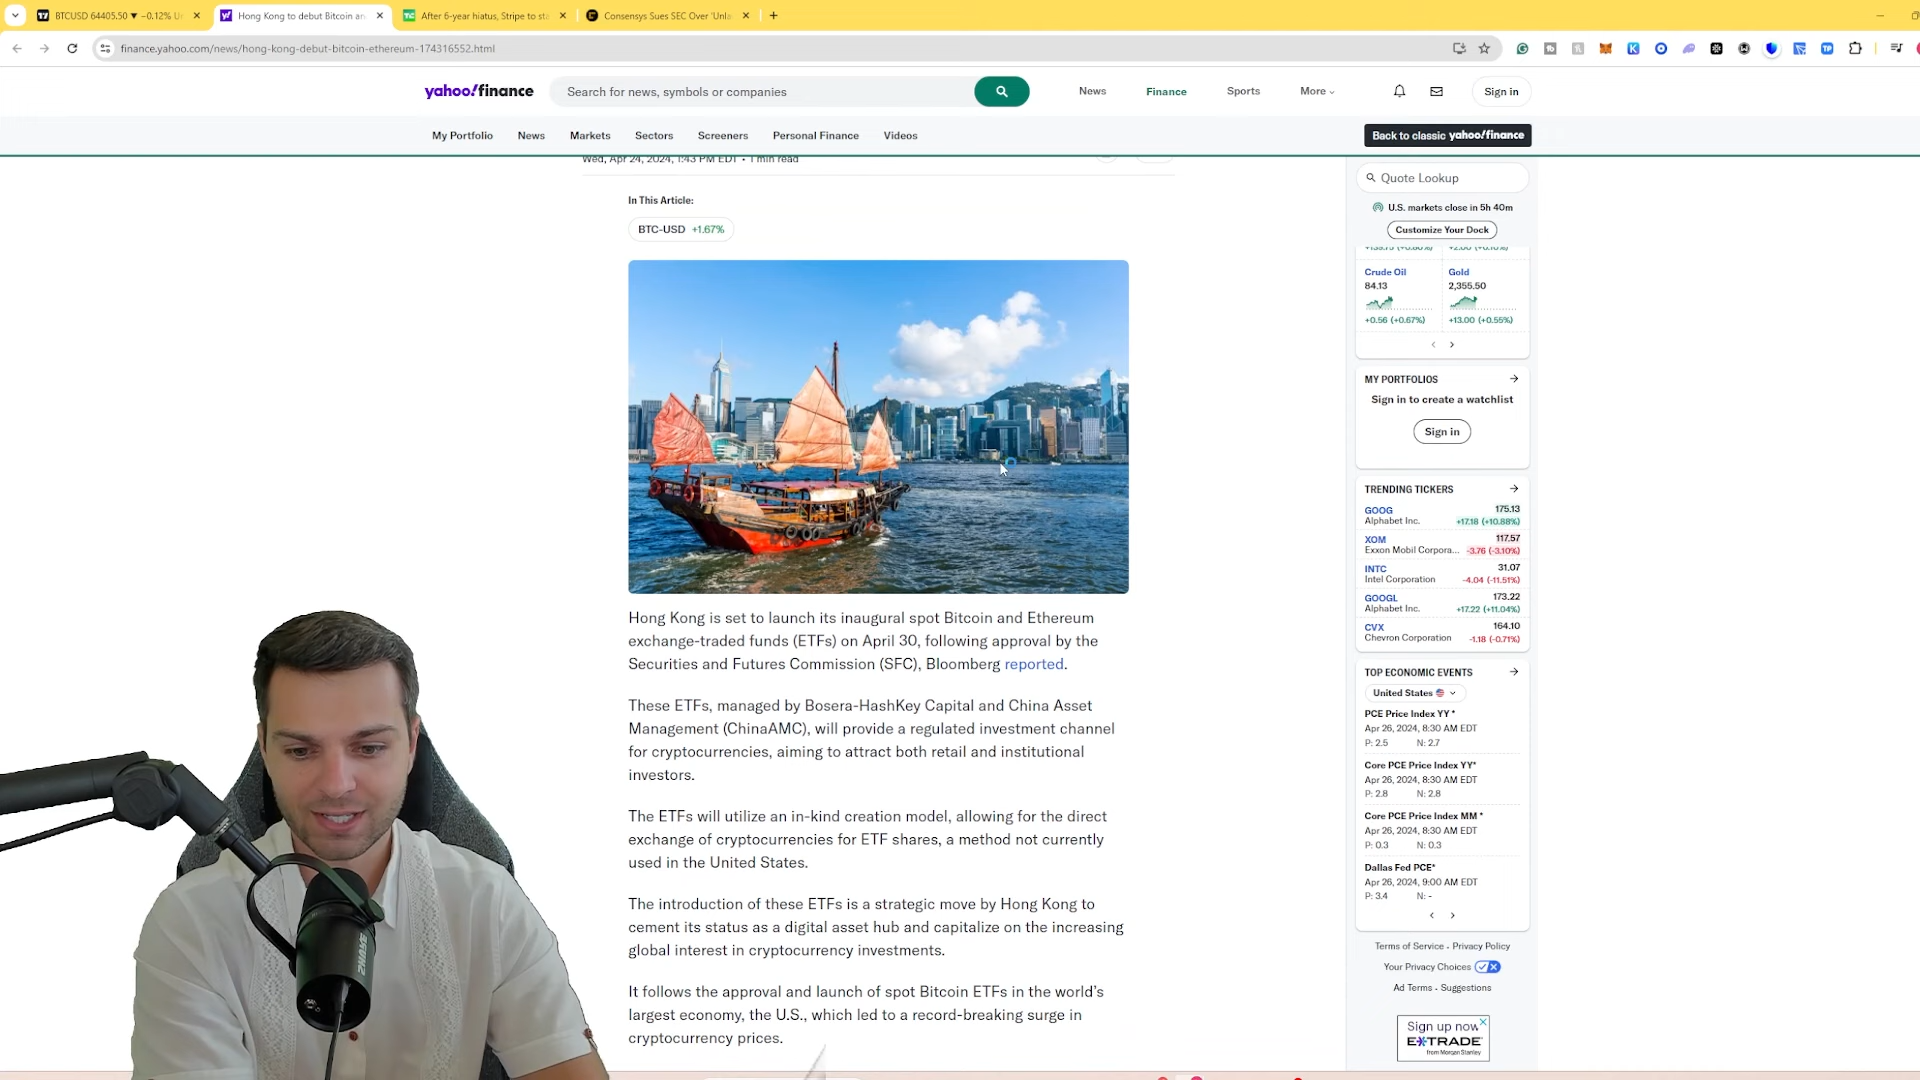 BTCUSD 64405.50 ▼ −0.12% Un
Hong Kong to debut Bitcoin an
After 6-year hiatus, Stripe to sta
Consensys Sues SEC Over 'Unla
finance.yahoo.com/news/hong-kong-debut-bitcoin-ethereum-174316552.html
yahoo!finance
Search for news, symbols or companies
News
Finance
Sports
More
Sign in
My Portfolio
News
Markets
Sectors
Screeners
Personal Finance
Videos
Back to classic yahoo!finance
Wed, Apr 24, 2024, 1:43 PM EDT • 1 min read
In This Article:
BTC-USD +1.67%
Hong Kong is set to launch its inaugural spot Bitcoin and Ethereum
exchange-traded funds (ETFs) on April 30, following approval by the
Securities and Futures Commission (SFC), Bloomberg reported.
These ETFs, managed by Bosera-HashKey Capital and China Asset
Management (ChinaAMC), will provide a regulated investment channel
for cryptocurrencies, aiming to attract both retail and institutional
investors.
The ETFs will utilize an in-kind creation model, allowing for the direct
exchange of cryptocurrencies for ETF shares, a method not currently
used in the United States.
The introduction of these ETFs is a strategic move by Hong Kong to
cement its status as a digital asset hub and capitalize on the increasing
global interest in cryptocurrency investments.
It follows the approval and launch of spot Bitcoin ETFs in the world's
largest economy, the U.S., which led to a record-breaking surge in
cryptocurrency prices.
Quote Lookup
U.S. markets close in 5h 40m
Customize Your Dock
Crude Oil
84.13
+0.56 (+0.67%)
Gold
2,355.50
+13.00 (+0.55%)
MY PORTFOLIOS
Sign in to create a watchlist
Sign in
TRENDING TICKERS
GOOG 175.13
Alphabet Inc. +17.18 (+10.88%)
XOM 117.57
Exxon Mobil Corpora... -3.76 (-3.10%)
INTC 31.07
Intel Corporation -4.04 (-11.51%)
GOOGL 173.22
Alphabet Inc. +17.22 (+11.04%)
CVX 164.10
Chevron Corporation -1.18 (-0.71%)
TOP ECONOMIC EVENTS
United States
PCE Price Index YY *
Apr 26, 2024, 8:30 AM EDT
P: 2.5 N: 2.7
Core PCE Price Index YY*
Apr 26, 2024, 8:30 AM EDT
P: 2.8 N: 2.8
Core PCE Price Index MM *
Apr 26, 2024, 8:30 AM EDT
P: 0.3 N: 0.3
Dallas Fed PCE*
Apr 26, 2024, 9:00 AM EDT
P: 3.4 N: -
Terms of Service • Privacy Policy
Your Privacy Choices
Ad Terms • Suggestions
Sign up now
E*TRADE
from Morgan Stanley
SHURE